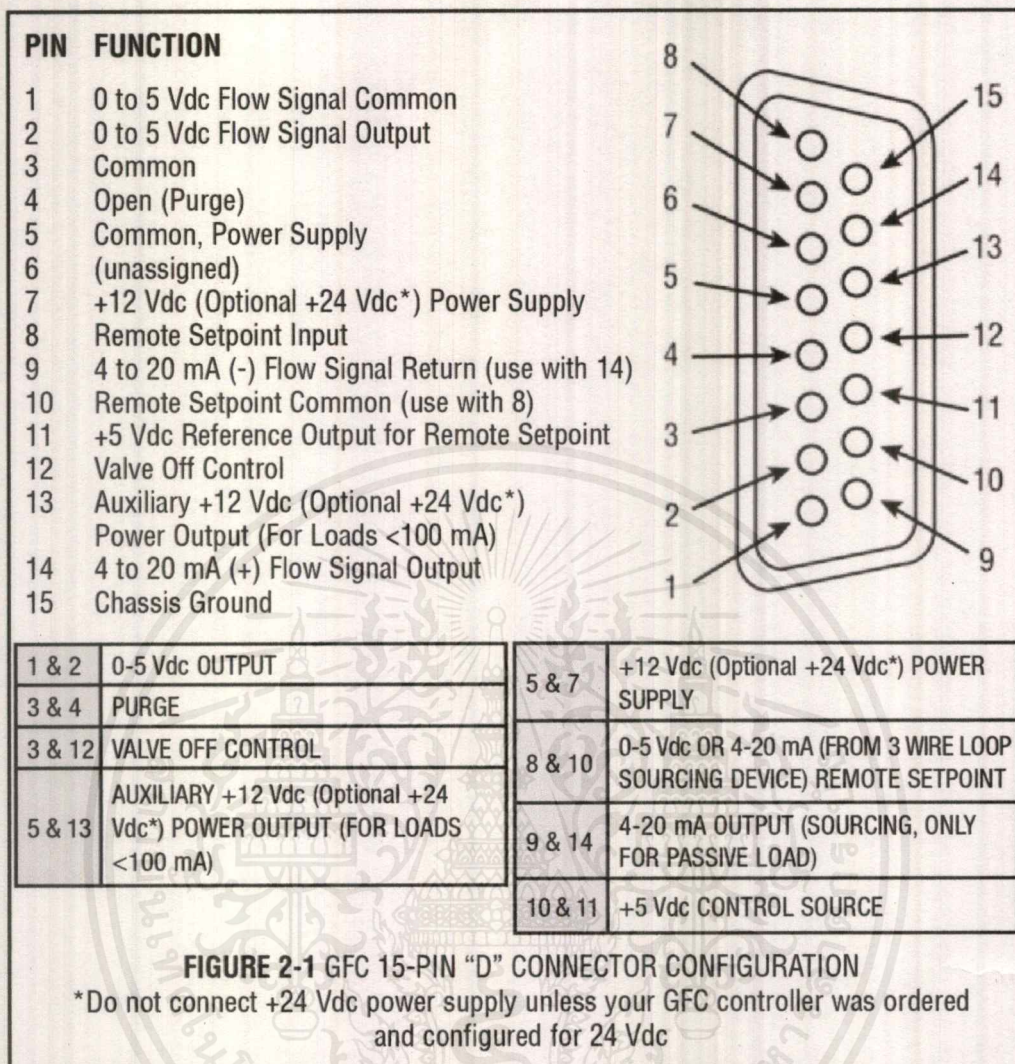 PIN FUNCTION
1 0 to 5 Vdc Flow Signal Common
2 0 to 5 Vdc Flow Signal Output
3 Common
4 Open (Purge)
5 Common, Power Supply
6 (unassigned)
7 +12 Vdc (Optional +24 Vdc*) Power Supply
8 Remote Setpoint Input
9 4 to 20 mA (-) Flow Signal Return (use with 14)
10 Remote Setpoint Common (use with 8)
11 +5 Vdc Reference Output for Remote Setpoint
12 Valve Off Control
13 Auxiliary +12 Vdc (Optional +24 Vdc*)
Power Output (For Loads <100 mA)
14 4 to 20 mA (+) Flow Signal Output
15 Chassis Ground
8
7
6
5
4
3
2
1
15
14
13
12
11
10
9
1 & 2 0-5 Vdc OUTPUT
3 & 4 PURGE
3 & 12 VALVE OFF CONTROL
5 & 13 AUXILIARY +12 Vdc (Optional +24
Vdc*) POWER OUTPUT (FOR LOADS
<100 mA)
5 & 7 +12 Vdc (Optional +24 Vdc*) POWER
SUPPLY
8 & 10 0-5 Vdc OR 4-20 mA (FROM 3 WIRE LOOP
SOURCING DEVICE) REMOTE SETPOINT
9 & 14 4-20 mA OUTPUT (SOURCING, ONLY
FOR PASSIVE LOAD)
10 & 11 +5 Vdc CONTROL SOURCE
FIGURE 2-1 GFC 15-PIN “D” CONNECTOR CONFIGURATION
*Do not connect +24 Vdc power supply unless your GFC controller was ordered
and configured for 24 Vdc